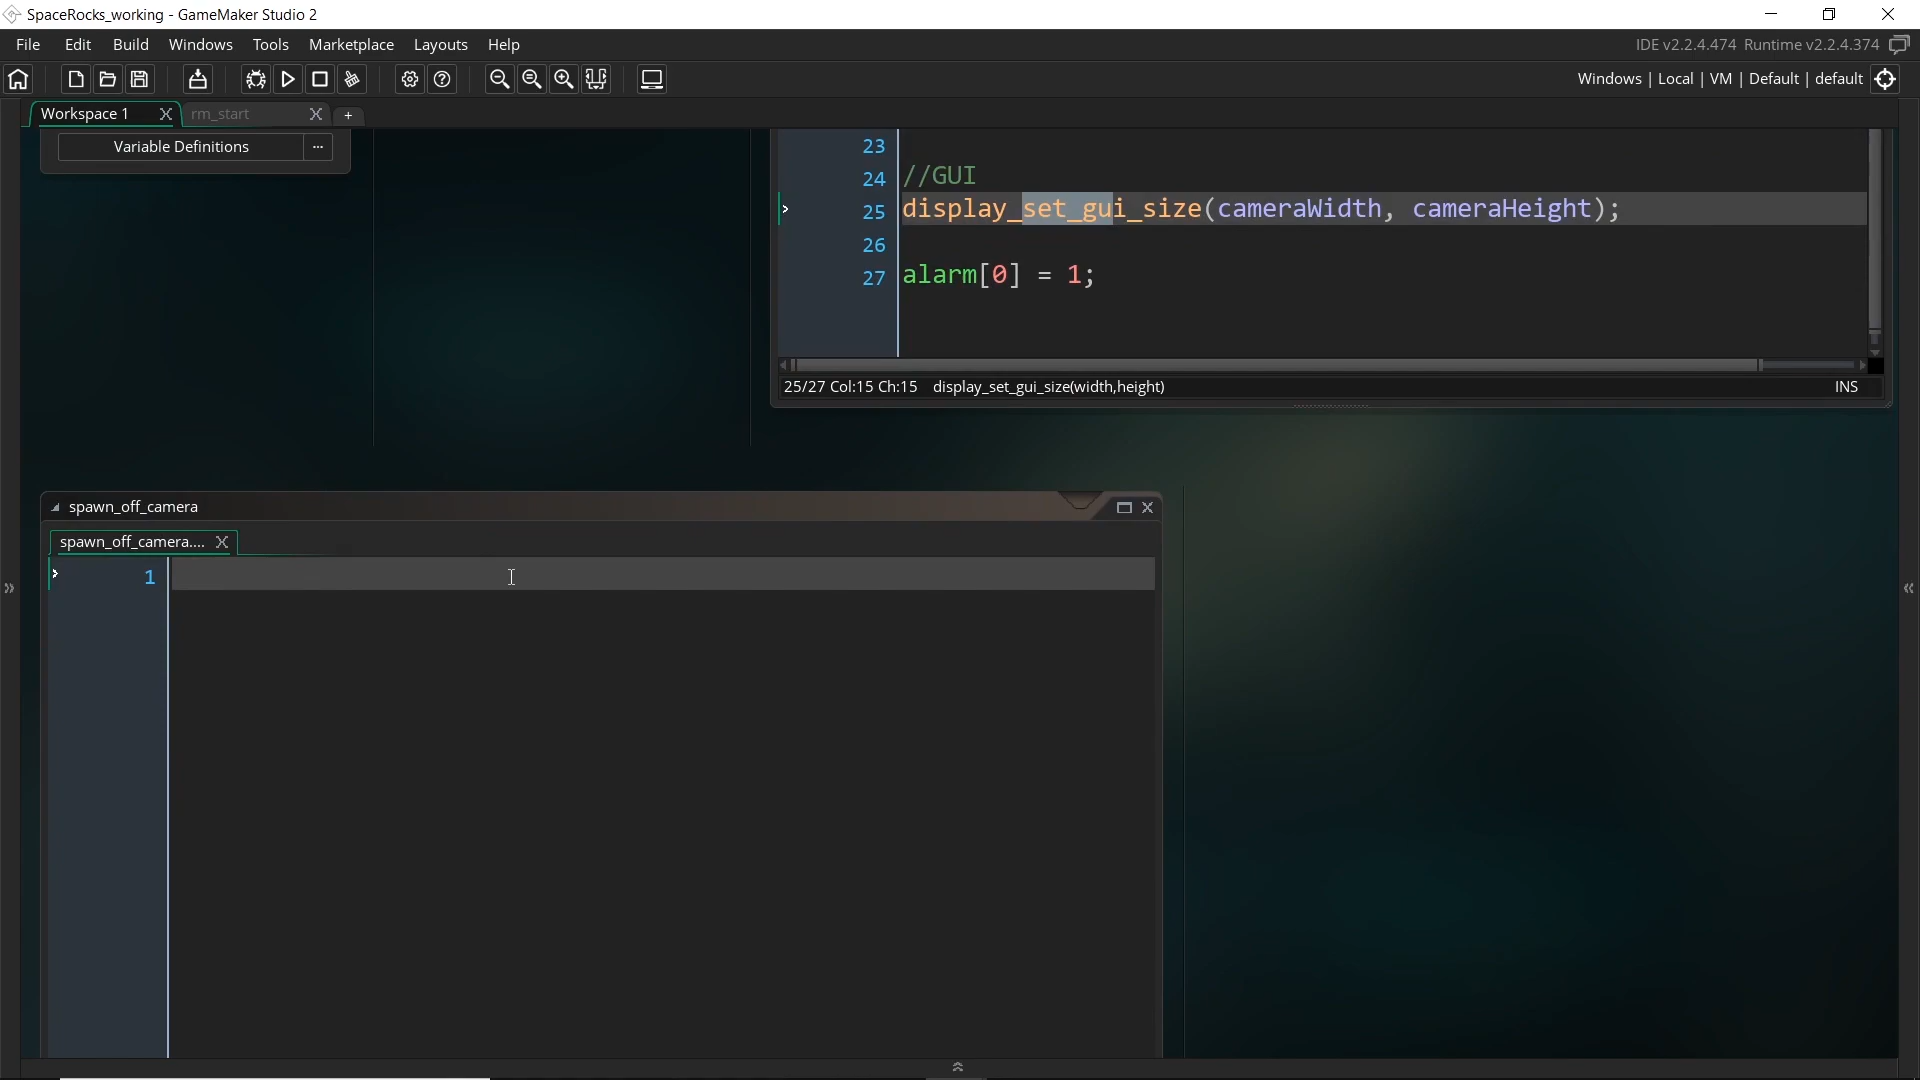 SpaceRocks_working - GameMaker Studio 2
File Edit Build Windows Tools Marketplace Layouts Help
IDE v2.2.4.474 Runtime v2.2.4.374
Windows | Local | VM | Default | default
Workspace 1
rm_start
+
Variable Definitions ...
23
24 //GUI
25 display_set_gui_size(cameraWidth, cameraHeight);
26
27 alarm[0] = 1;
25/27 Col:15 Ch:15 display_set_gui_size(width,height) INS
spawn_off_camera
spawn_off_camera....
1